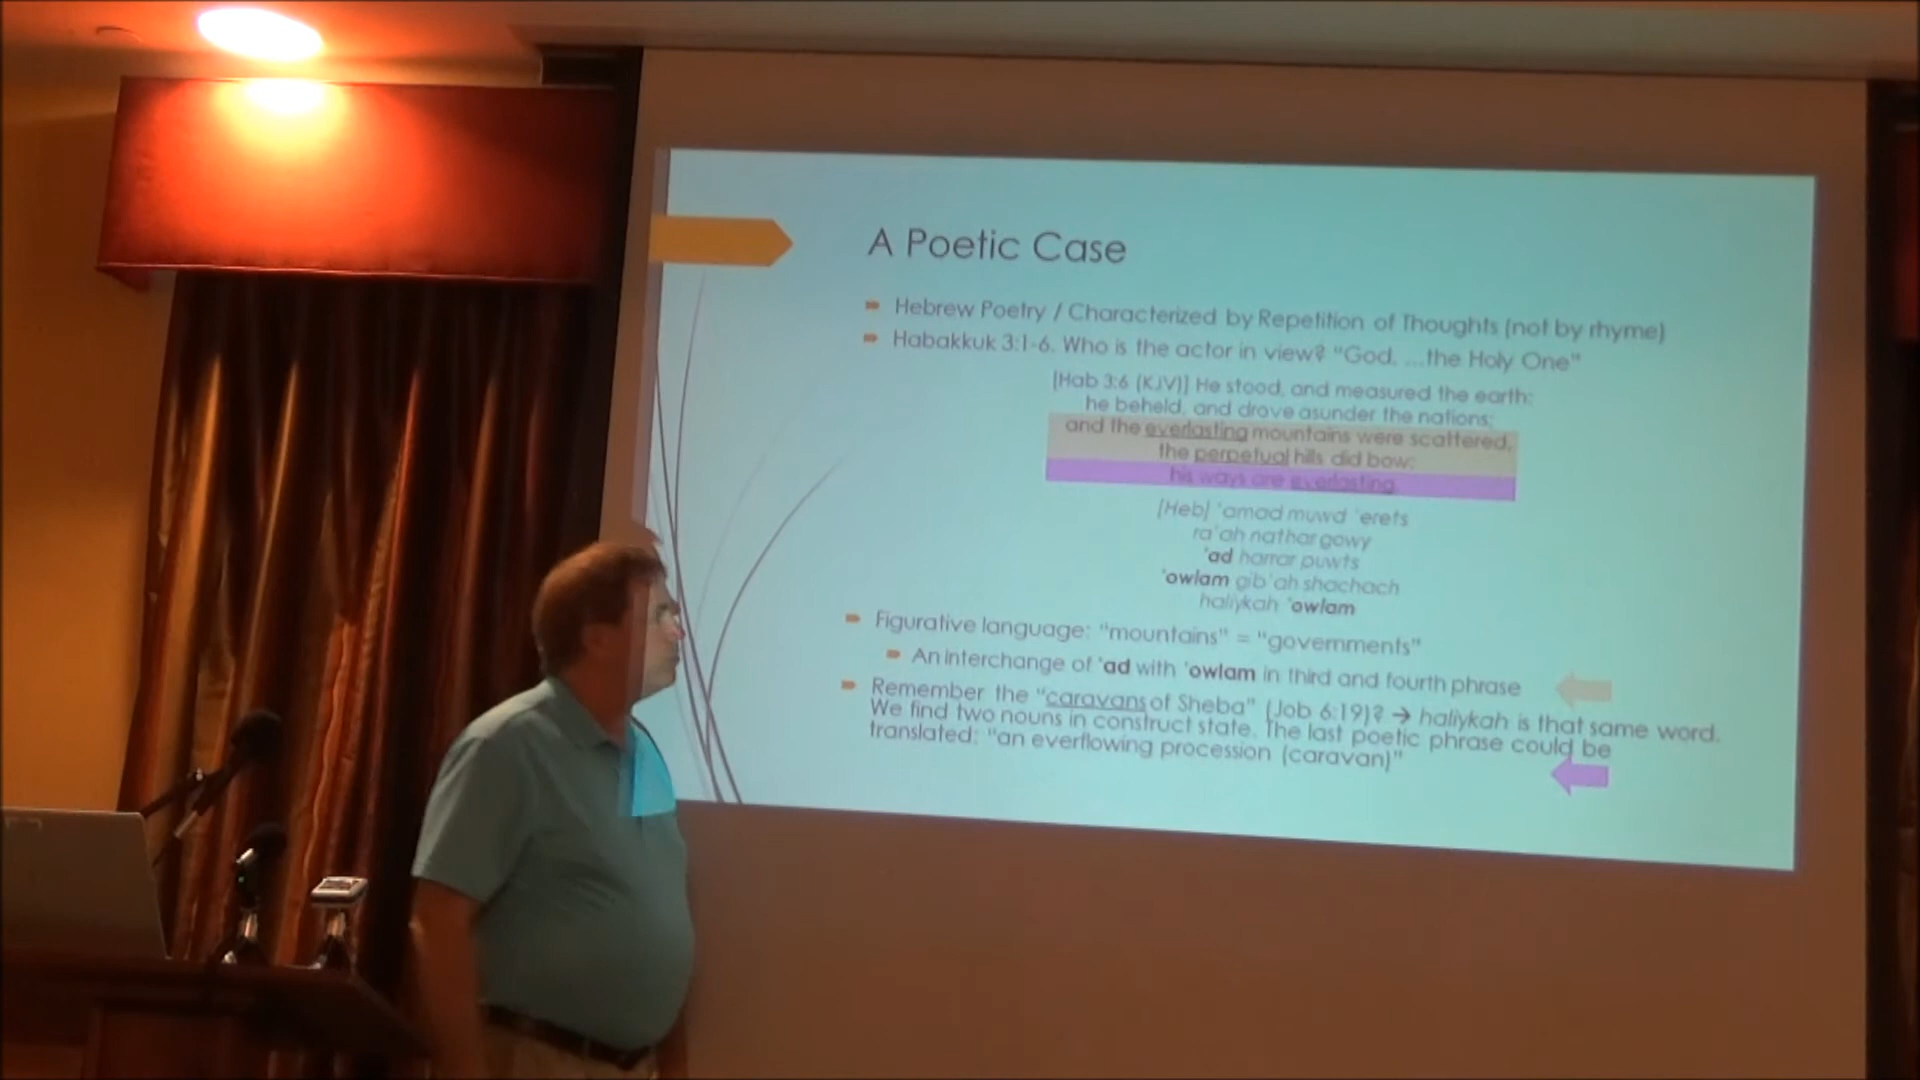 A Poetic Case
Hebrew Poetry / Characterized by Repetition of Thoughts (not by rhyme)
Habakkuk 3:1-6. Who is the actor in view? "God. ...the Holy One"
[Hab 3:6 (KJV)] He stood, and measured the earth:
he beheld, and drove asunder the nations;
and the everlasting mountains were scattered,
the perpetual hills did bow:
his ways are everlasting.
[Heb] 'amad muwd 'erets
ra'ah nathar gowy
'ad harrar puwts
'owlam gib'ah shachach
haliykah 'owlam
Figurative language: "mountains" = "governments"
An interchange of 'ad with 'owlam in third and fourth phrase
Remember the "caravans of Sheba" (Job 6:19)? → haliykah is that same word.
We find two nouns in construct state. The last poetic phrase could be
translated: "an everflowing procession (caravan)"